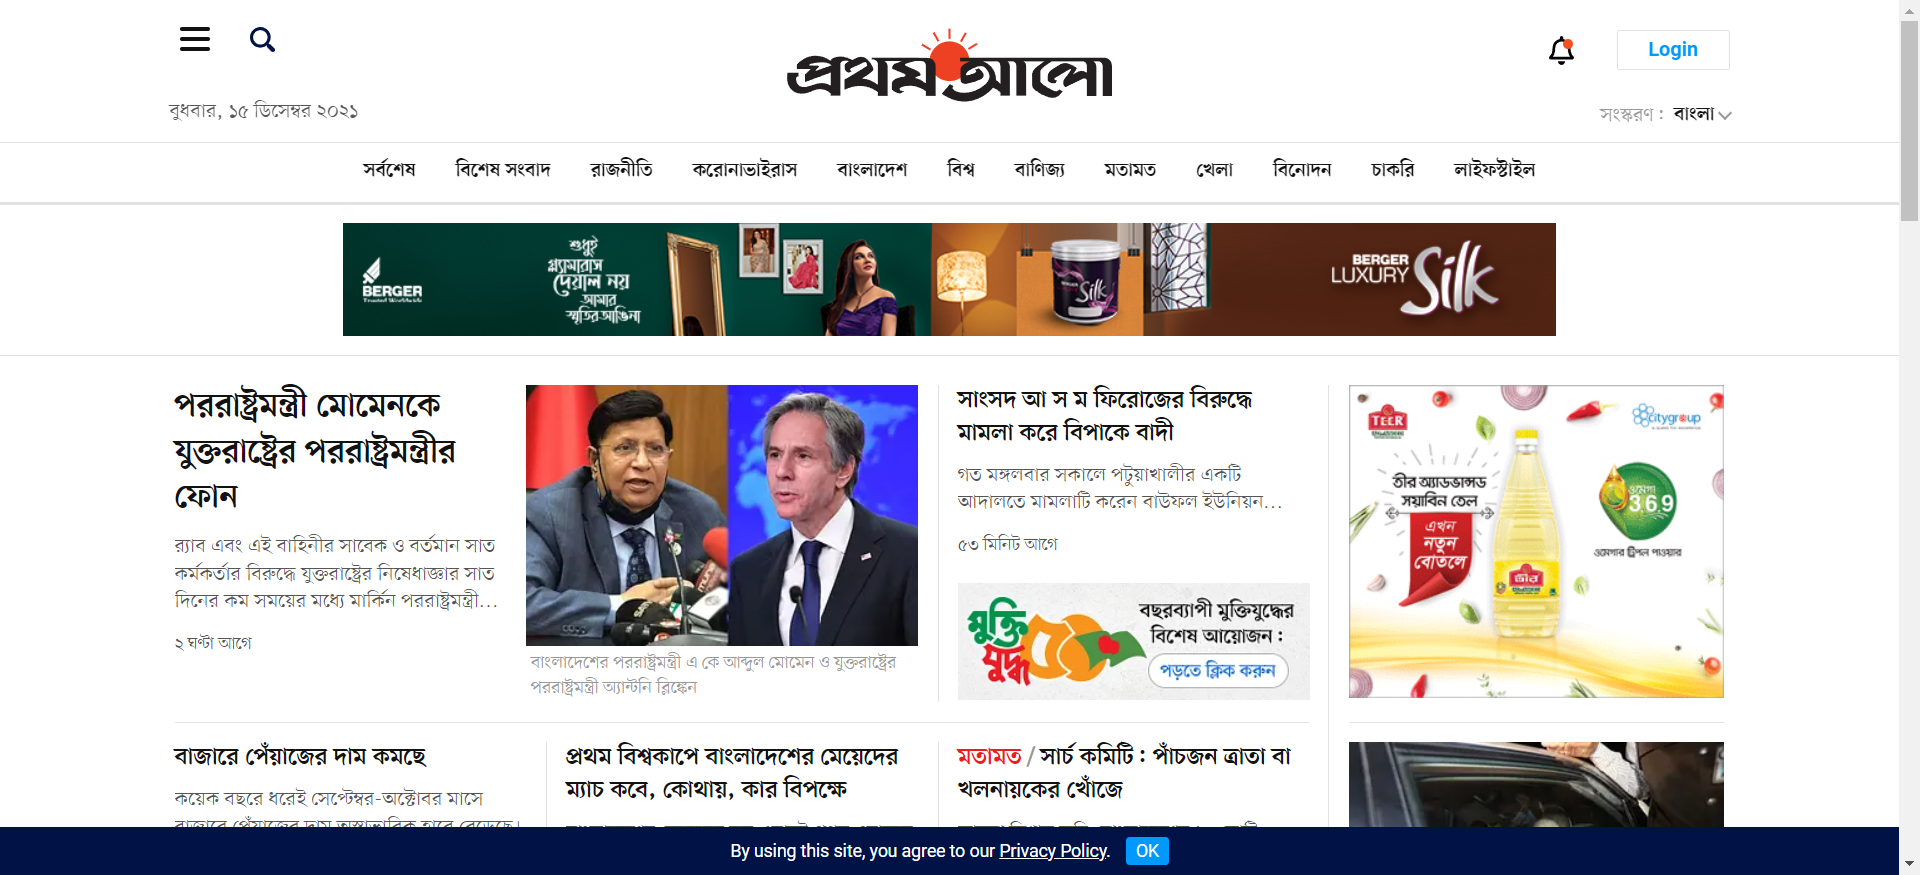 প্রথম আলো
Login
বুধবার, ১৫ ডিসেম্বর ২০২১
সংস্করণ : বাংলা
সর্বশেষ বিশেষ সংবাদ রাজনীতি করোনাভাইরাস বাংলাদেশ বিশ্ব বাণিজ্য মতামত খেলা বিনোদন চাকরি লাইফস্টাইল
BERGER
Trusted Worldwide
শুধুই
গ্ল্যামারাস
দেয়াল নয়
আমার
স্মৃতির আঙিনা
Silk
BERGER
LUXURY Silk
পররাষ্ট্রমন্ত্রী মোমেনকে
যুক্তরাষ্ট্রের পররাষ্ট্রমন্ত্রীর
ফোন
র‍্যাব এবং এই বাহিনীর সাবেক ও বর্তমান সাত
কর্মকর্তার বিরুদ্ধে যুক্তরাষ্ট্রের নিষেধাজ্ঞার সাত
দিনের কম সময়ের মধ্যে মার্কিন পররাষ্ট্রমন্ত্রী...
২ ঘণ্টা আগে
বাংলাদেশের পররাষ্ট্রমন্ত্রী এ কে আব্দুল মোমেন ও যুক্তরাষ্ট্রের
পররাষ্ট্রমন্ত্রী অ্যান্টনি ব্লিঙ্কেন
সাংসদ আ স ম ফিরোজের বিরুদ্ধে
মামলা করে বিপাকে বাদী
গত মঙ্গলবার সকালে পটুয়াখালীর একটি
আদালতে মামলাটি করেন বাউফল ইউনিয়ন...
৫৩ মিনিট আগে
মুক্তি
যুদ্ধ
৫০
বছরব্যাপী মুক্তিযুদ্ধের
বিশেষ আয়োজন :
পড়তে ক্লিক করুন
TEER
citygroup
তীর অ্যাডভান্সড
সয়াবিন তেল
এখন
নতুন
বোতলে
তীর
ওমেগা
3,6,9
ওমেগার ট্রিপল পাওয়ার
বাজারে পেঁয়াজের দাম কমছে
কয়েক বছরে ধরেই সেপ্টেম্বর-অক্টোবর মাসে
বাজারে পেঁয়াজের দাম অস্বাভাবিক হারে বেড়েছে।
প্রথম বিশ্বকাপে বাংলাদেশের মেয়েদের
ম্যাচ কবে, কোথায়, কার বিপক্ষে
মতামত / সার্চ কমিটি : পাঁচজন ত্রাতা বা
খলনায়কের খোঁজে
By using this site, you agree to our Privacy Policy. OK